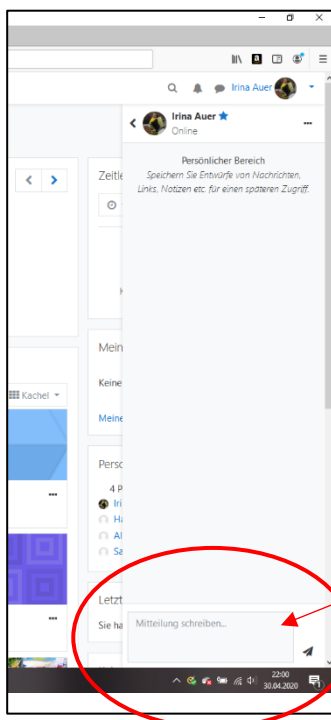 Irina Auer
Irina Auer
Online
Persönlicher Bereich
Speichern Sie Entwürfe von Nachrichten,
Links, Notizen etc. für einen späteren Zugriff.
Zeitle
Mein
Keine
Kachel
Meine
Perso
4 P
Iri
Ha
Al
Sa
Letzt
Sie ha
Mitteilung schreiben...
22:00
30.04.2020